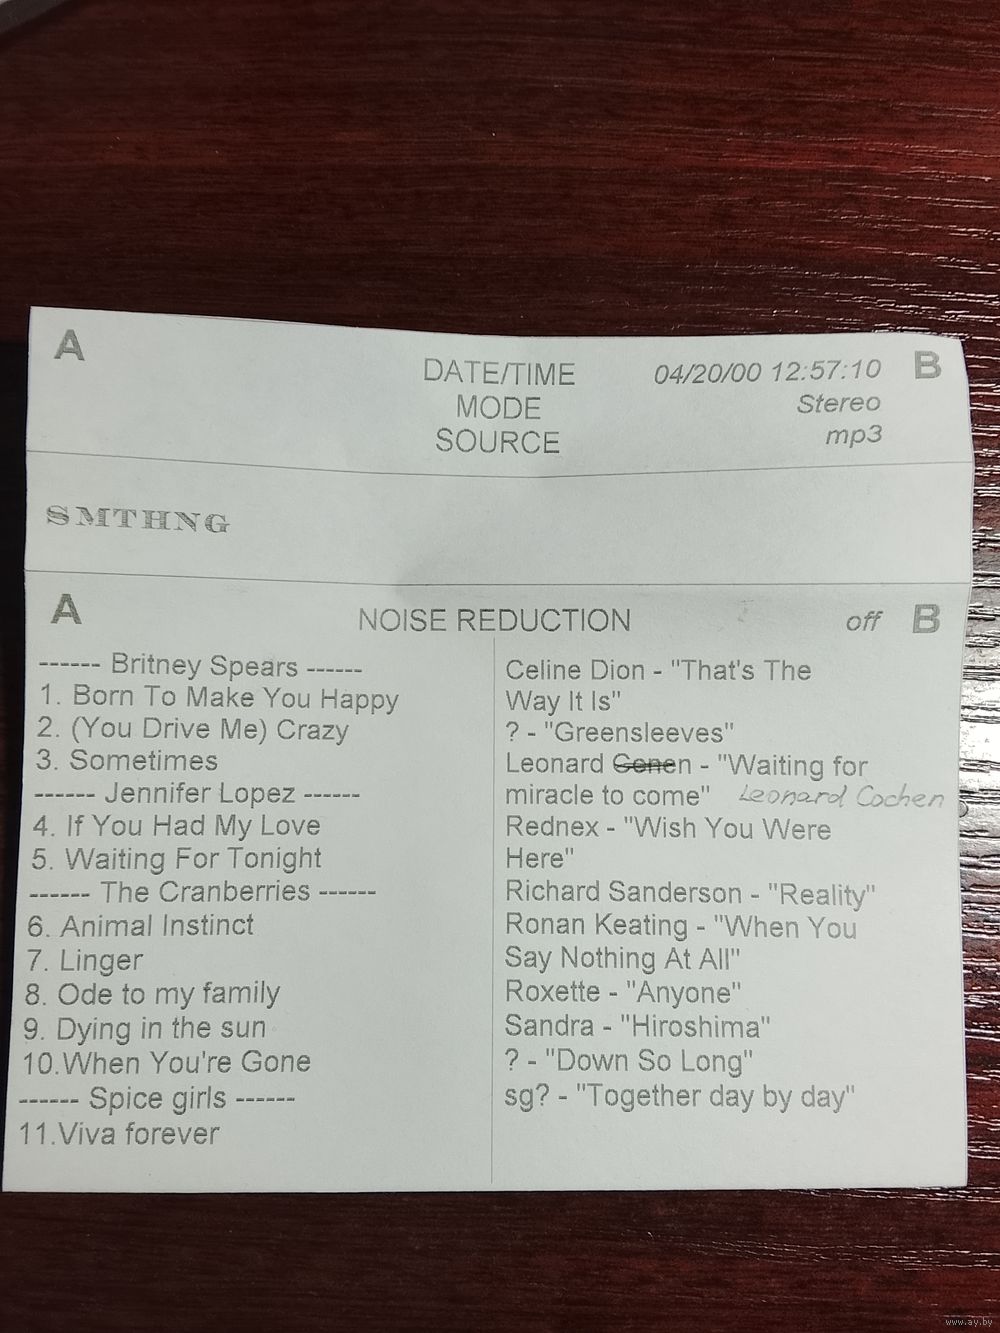 A
B
DATE/TIME 04/20/00 12:57:10
MODE Stereo
SOURCE mp3
SMTHNG
A
NOISE REDUCTION off
B
------ Britney Spears ------
1. Born To Make You Happy
2. (You Drive Me) Crazy
3. Sometimes
------ Jennifer Lopez ------
4. If You Had My Love
5. Waiting For Tonight
------ The Cranberries ------
6. Animal Instinct
7. Linger
8. Ode to my family
9. Dying in the sun
10.When You're Gone
------ Spice girls ------
11.Viva forever
Celine Dion - "That's The
Way It Is"
? - "Greensleeves"
Leonard Conen - "Waiting for
miracle to come" Leonard Cochen
Rednex - "Wish You Were
Here"
Richard Sanderson - "Reality"
Ronan Keating - "When You
Say Nothing At All"
Roxette - "Anyone"
Sandra - "Hiroshima"
? - "Down So Long"
sg? - "Together day by day"
www.ay.by